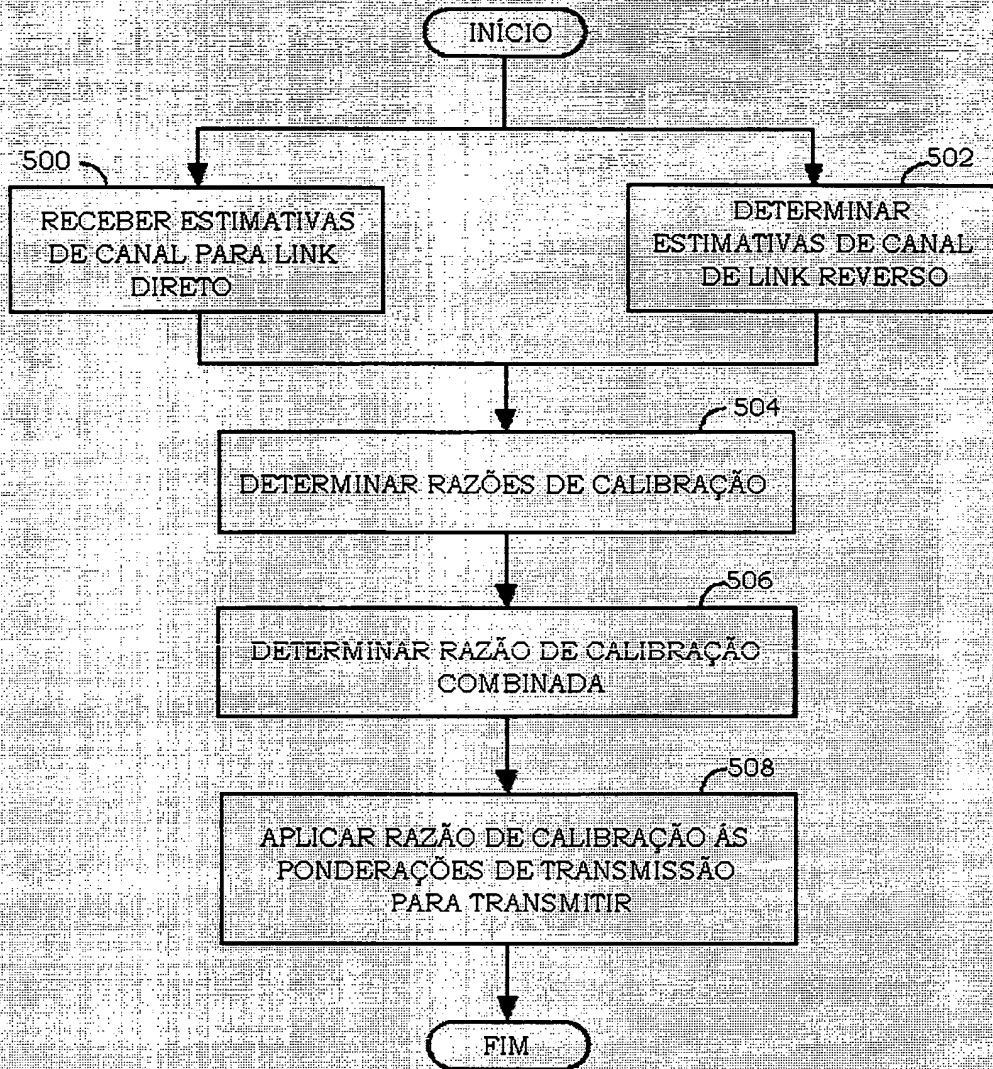 INÍCIO
500
RECEBER ESTIMATIVAS
DE CANAL PARA LINK
DIRETO
502
DETERMINAR
ESTIMATIVAS DE CANAL
DE LINK REVERSO
504
DETERMINAR RAZÕES DE CALIBRAÇÃO
506
DETERMINAR RAZÃO DE CALIBRAÇÃO
COMBINADA
508
APLICAR RAZÃO DE CALIBRAÇÃO ÀS
PONDERAÇÕES DE TRANSMISSÃO
PARA TRANSMITIR
FIM